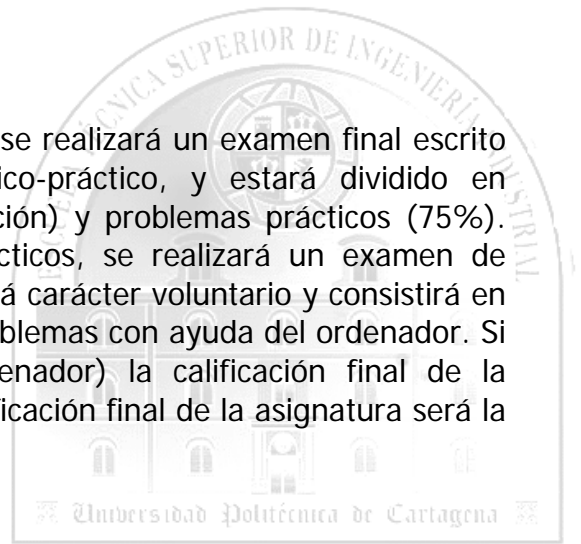 ESCUELA TÉCNICA SUPERIOR DE INGENIERÍA INDUSTRIAL
se realizará un examen final escrito
ico-práctico, y estará dividido en
ción) y problemas prácticos (75%).
cticos, se realizará un examen de
á carácter voluntario y consistirá en
blemas con ayuda del ordenador. Si
enador) la calificación final de la
ficación final de la asignatura será la
Universidad Politécnica de Cartagena